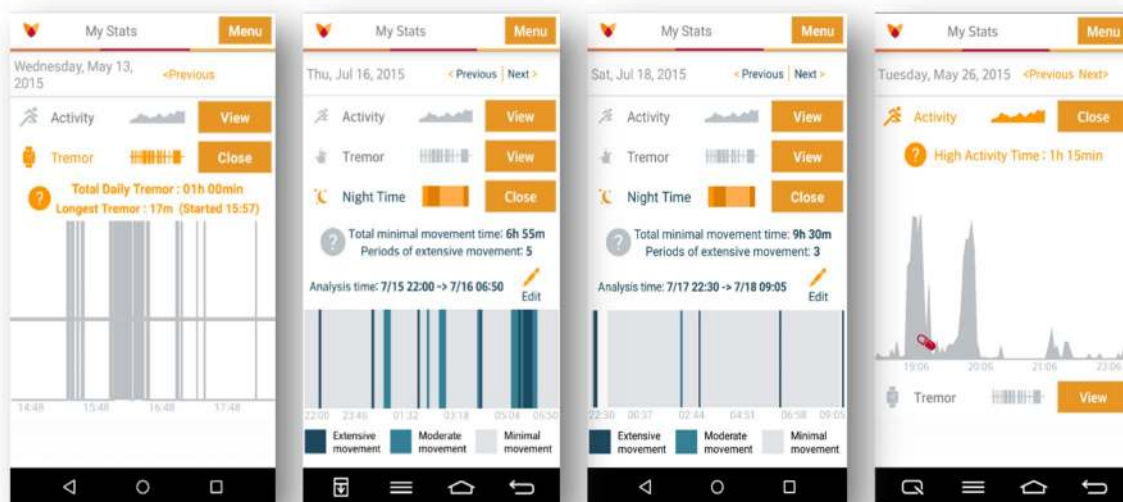 My Stats
Menu
Wednesday, May 13,
2015
<Previous
Activity
View
Tremor
Close
?
Total Daily Tremor : 01h 00min
Longest Tremor : 17m (Started 15:57)
14:48 15:48 16:48 17:48
My Stats
Menu
Thu, Jul 16, 2015
< Previous Next >
Activity
View
Tremor
View
Night Time
Close
?
Total minimal movement time: 6h 55m
Periods of extensive movement: 5
Analysis time: 7/15 22:00 -> 7/16 06:50
Edit
22:00 23:46 01:32 03:18 05:04 06:50
Extensive
movement
Moderate
movement
Minimal
movement
My Stats
Menu
Sat, Jul 18, 2015
< Previous Next >
Activity
View
Tremor
View
Night Time
Close
?
Total minimal movement time: 9h 30m
Periods of extensive movement: 3
Analysis time: 7/17 22:30 -> 7/18 09:05
Edit
22:30 00:37 02:44 04:51 06:58 09:05
Extensive
movement
Moderate
movement
Minimal
movement
My Stats
Menu
Tuesday, May 26, 2015
<Previous Next>
Activity
Close
?
High Activity Time : 1h 15min
19:06 20:06 21:06 23:06
Tremor
View